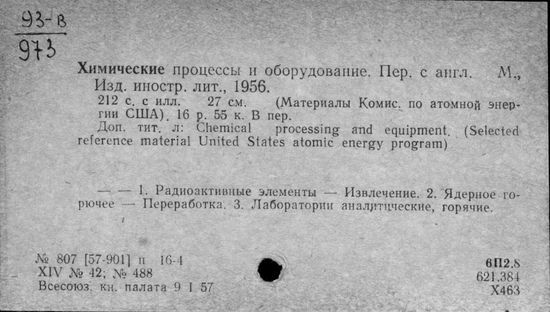 93-В
973
Химические процессы и оборудование. Пер. с англ. М.,
Изд. иностр. лит., 1956.
212 с. с илл. 27 см. (Материалы Комис. по атомной энер-
гии США). 16 р. 55 к. В пер.
Доп. тит. л: Chemical processing and equipment. (Selected
reference material United States atomic energy program)
— — 1. Радиоактивные элементы — Извлечение. 2. Ядерное го-
рючее — Переработка. 3. Лаборатории аналитические, горячие.
№ 807 [57-901] п 16-4
XIV № 42; № 488
Всесоюз. кн. палата 9 I 57
6П2.8
621.384
Х463